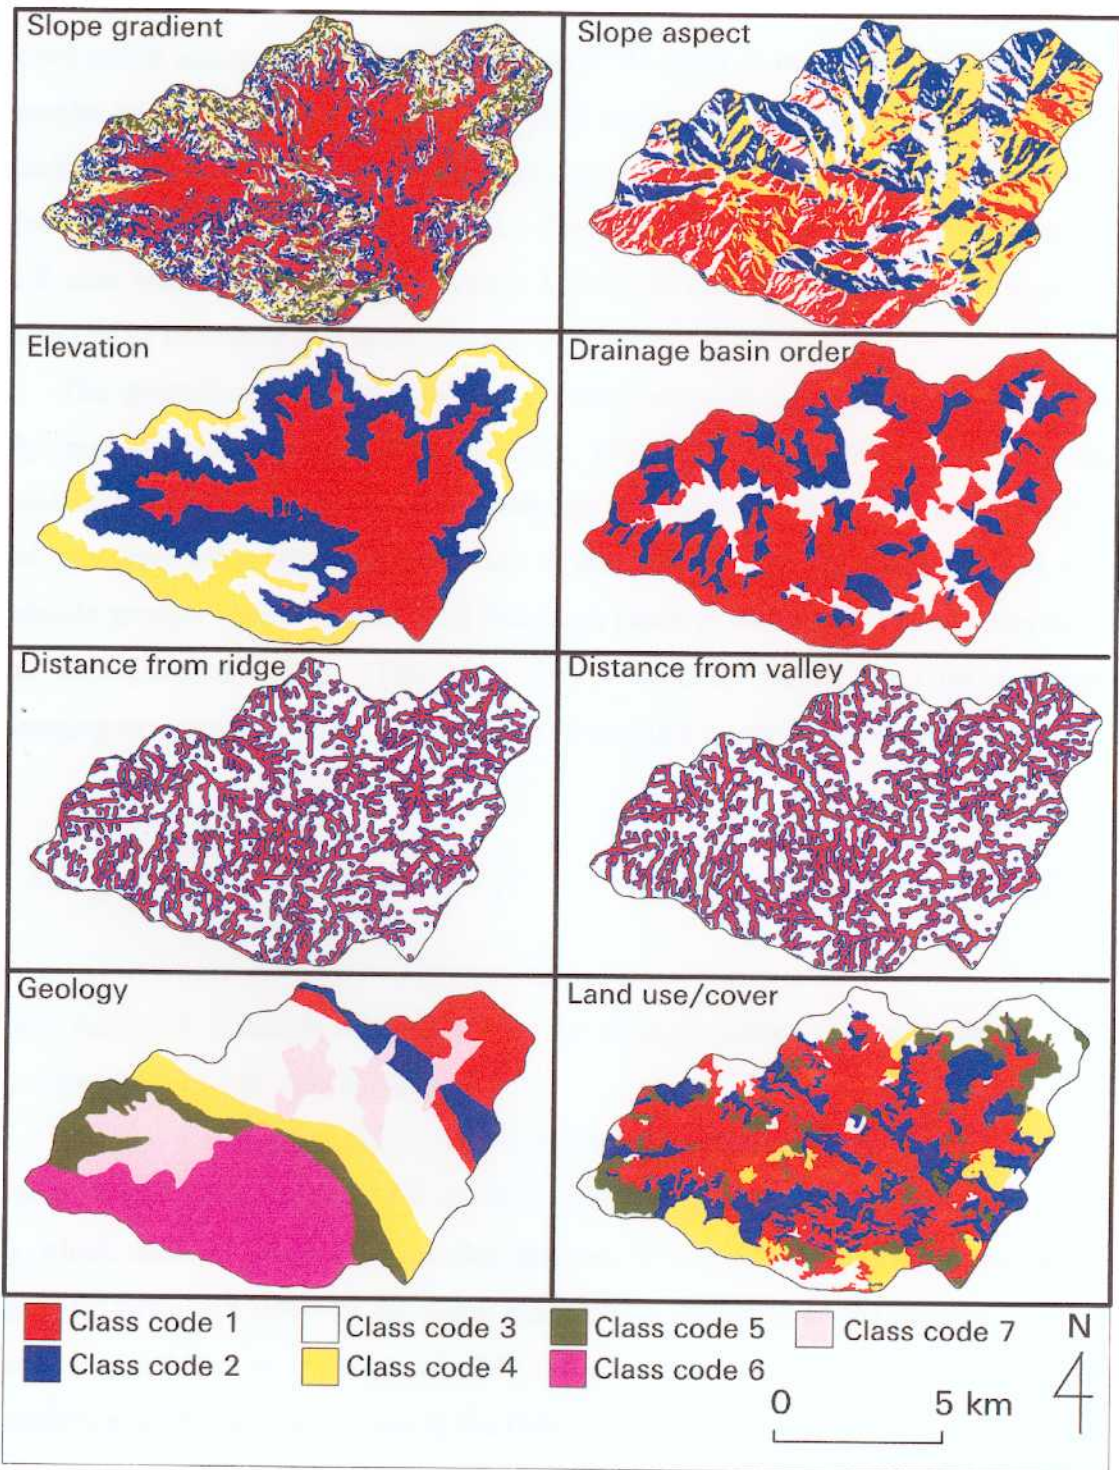 Slope gradient
Slope aspect
Elevation
Drainage basin order
Distance from ridge
Distance from valley
Geology
Land use/cover
Class code 1
Class code 3
Class code 5
Class code 7
N
Class code 2
Class code 4
Class code 6
0
5 km